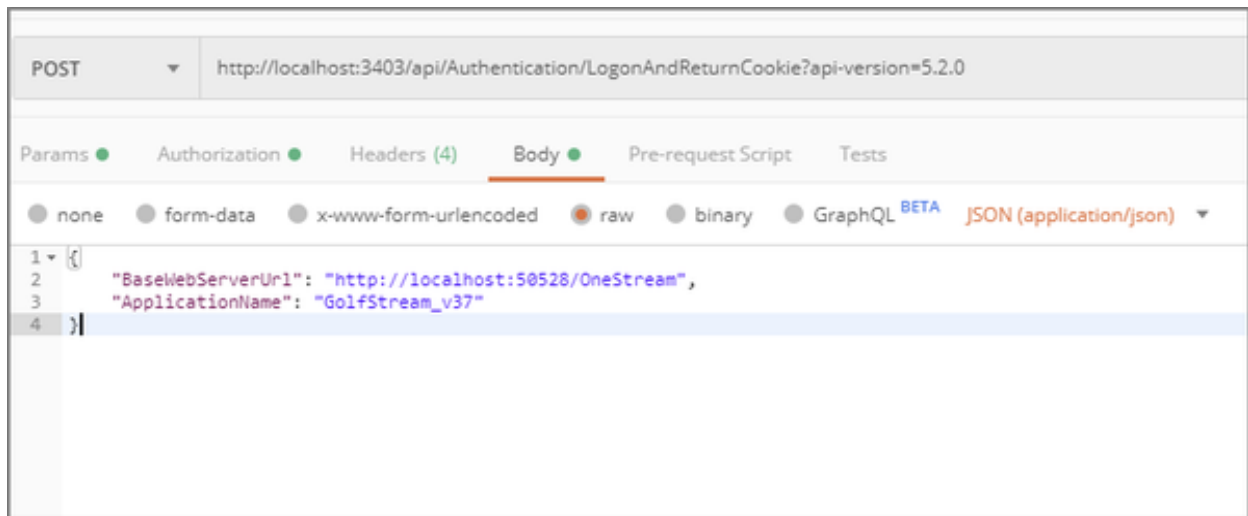 POST http://localhost:3403/api/Authentication/LogonAndReturnCookie?api-version=5.2.0
Params Authorization Headers (4) Body Pre-request Script Tests
none form-data x-www-form-urlencoded raw binary GraphQL BETA JSON (application/json)
1 {
2 "BaseWebServerUrl": "http://localhost:50528/OneStream",
3 "ApplicationName": "GolfStream_v37"
4 }